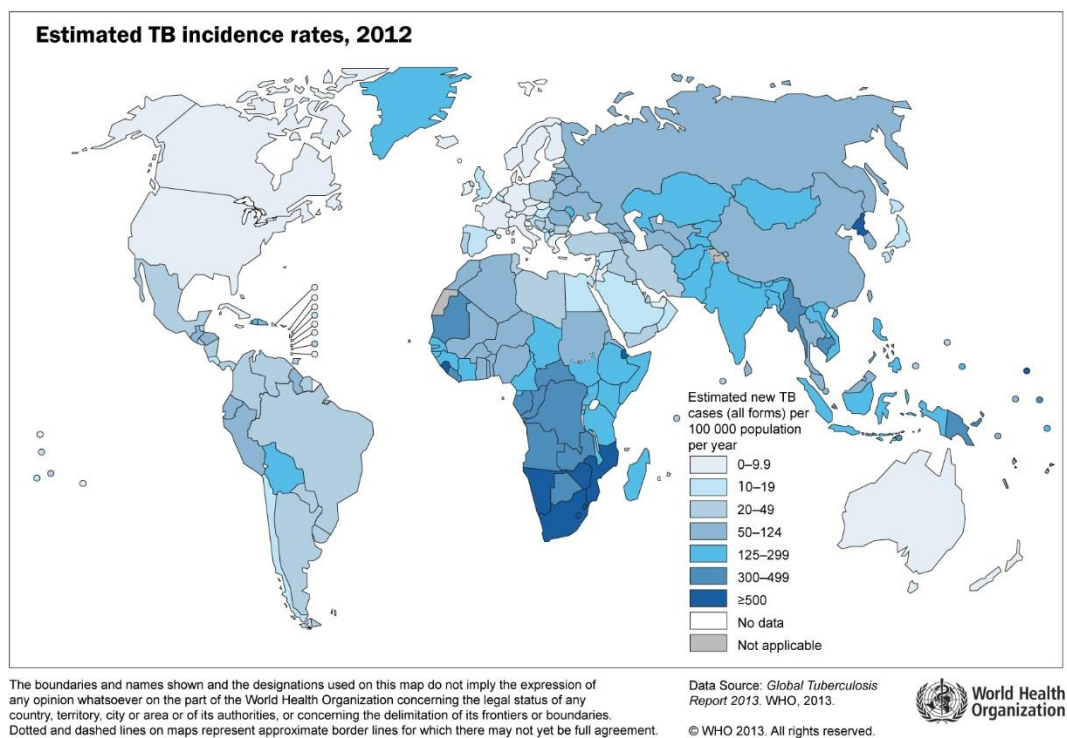 Estimated TB incidence rates, 2012
Estimated new TB
cases (all forms) per
100 000 population
per year
0–9.9
10–19
20–49
50–124
125–299
300–499
≥500
No data
Not applicable
The boundaries and names shown and the designations used on this map do not imply the expression of
any opinion whatsoever on the part of the World Health Organization concerning the legal status of any
country, territory, city or area or of its authorities, or concerning the delimitation of its frontiers or boundaries.
Dotted and dashed lines on maps represent approximate border lines for which there may not yet be full agreement.
Data Source: Global Tuberculosis
Report 2013. WHO, 2013.
© WHO 2013. All rights reserved.
World Health
Organization